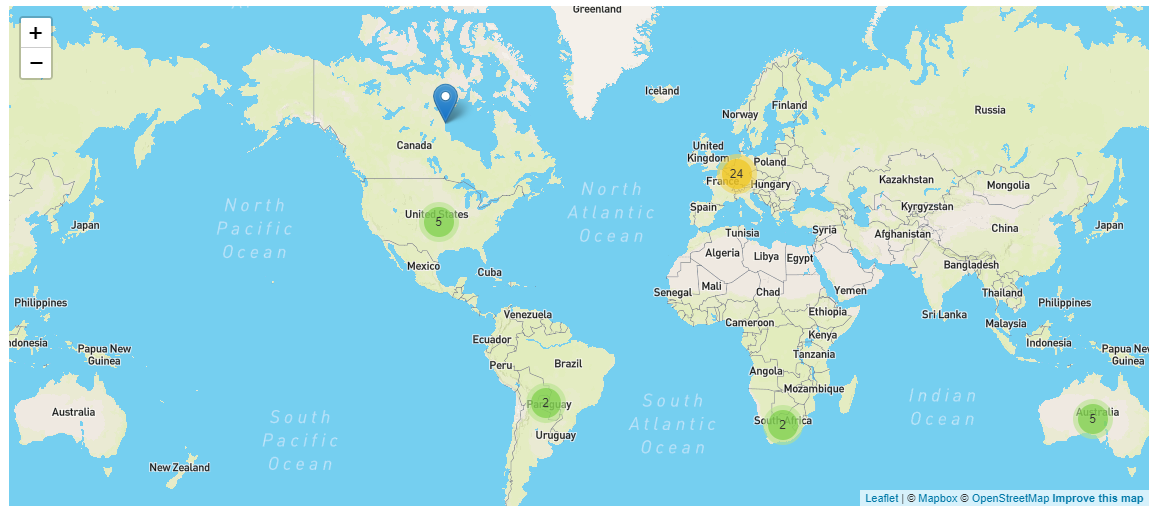 Greenland
+
−
Iceland
Finland
Norway
Russia
Canada
United
Kingdom
Poland
24
France
Hungary
Kazakhstan
Mongolia
North
Pacific
Ocean
North
Atlantic
Ocean
Spain
Kyrgyzstan
United States
5
Japan
Tunisia
Syria
Afghanistan
China
Japan
Algeria
Libya
Egypt
Mexico
Cuba
Bangladesh
Mali
Senegal
Chad
Yemen
Thailand
Philippines
Philippines
Venezuela
Cameroon
Ethiopia
Sri Lanka
Malaysia
ndonesia
Papua New
Guinea
Ecuador
Kenya
Indonesia
Papua New
Guinea
Peru
Brazil
Angola
Tanzania
Mozambique
Australia
2
Paraguay
South
Atlantic
Ocean
Indian
Ocean
South
Pacific
Ocean
South Africa
2
Australia
5
Uruguay
New Zealand
Leaflet | © Mapbox © OpenStreetMap Improve this map